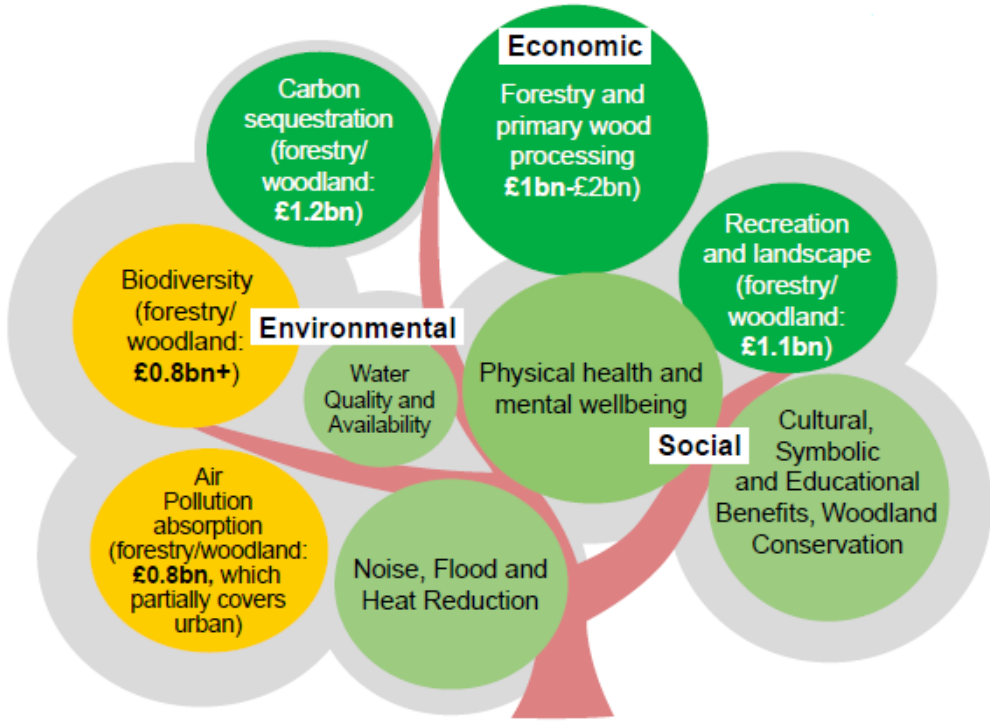 Economic
Forestry and
primary wood
processing
£1bn-£2bn)
Carbon
sequestration
(forestry/
woodland:
£1.2bn)
Recreation
and landscape
(forestry/
woodland:
£1.1bn)
Biodiversity
(forestry/
woodland:
£0.8bn+)
Environmental
Water
Quality and
Availability
Physical health and
mental wellbeing
Social
Cultural,
Symbolic
and Educational
Benefits, Woodland
Conservation
Air
Pollution
absorption
(forestry/woodland:
£0.8bn, which
partially covers
urban)
Noise, Flood and
Heat Reduction